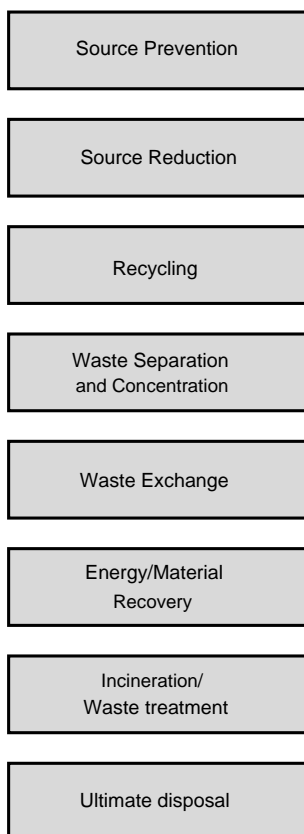 Source Prevention
Source Reduction
Recycling
Waste Separation
and Concentration
Waste Exchange
Energy/Material
Recovery
Incineration/
Waste treatment
Ultimate disposal